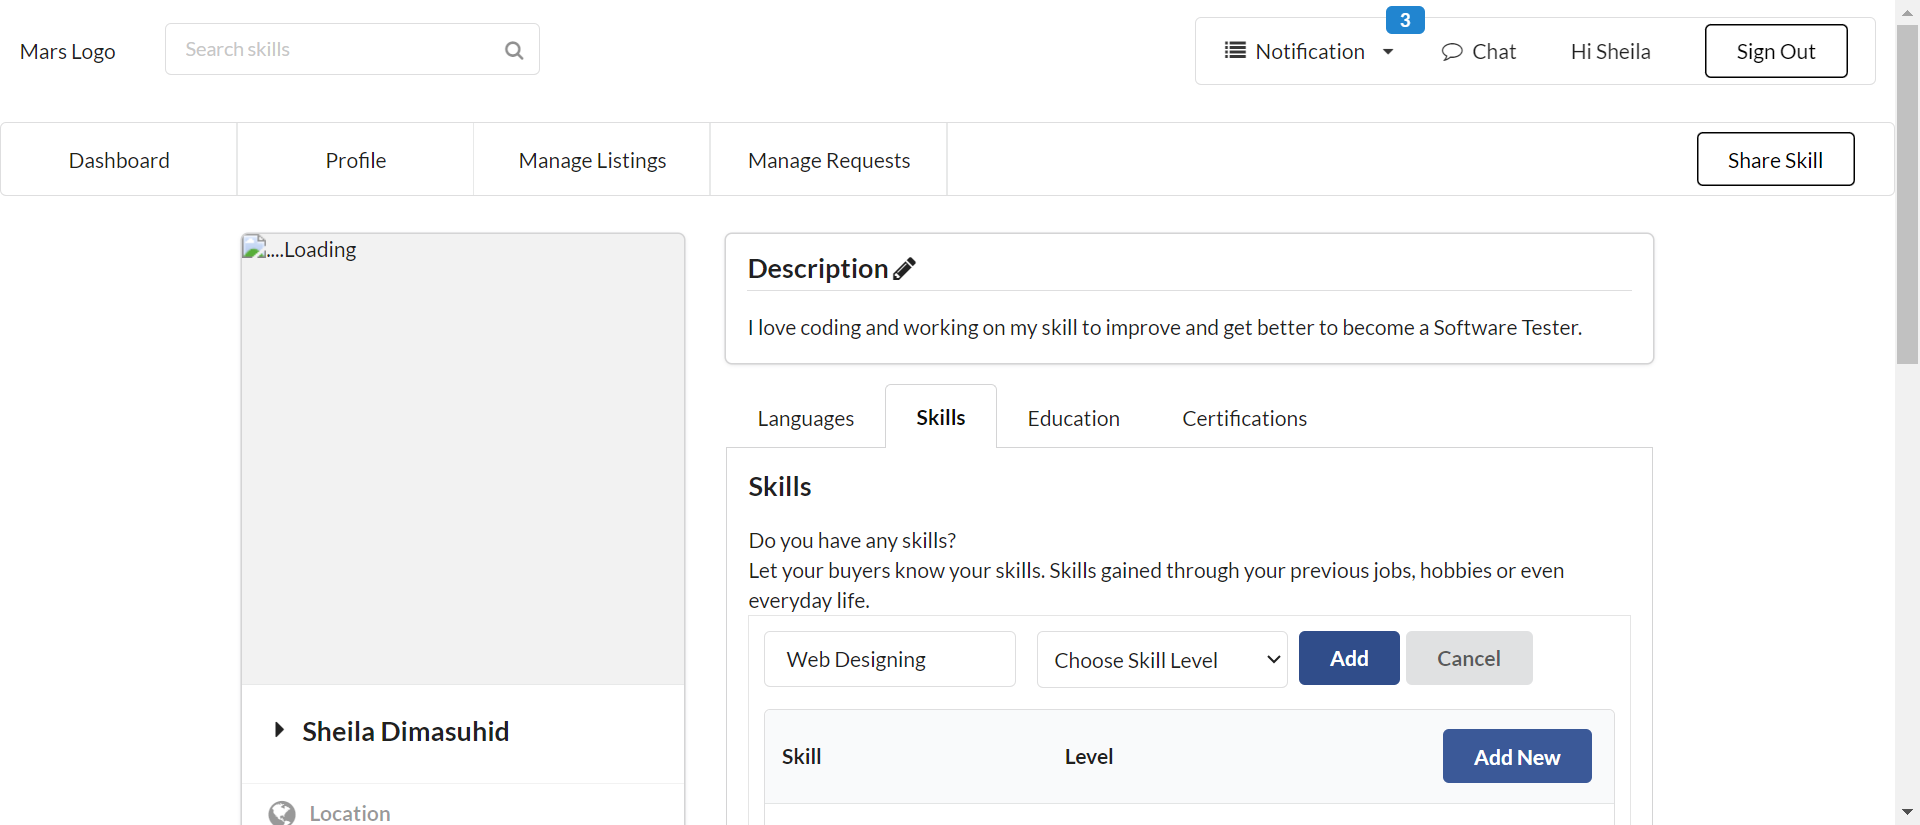 Mars Logo
Search skills
3
Notification
Chat
Hi Sheila
Sign Out
Dashboard
Profile
Manage Listings
Manage Requests
Share Skill
....Loading
Description
I love coding and working on my skill to improve and get better to become a Software Tester.
Languages
Skills
Education
Certifications
Skills
Do you have any skills?
Let your buyers know your skills. Skills gained through your previous jobs, hobbies or even
everyday life.
Web Designing
Choose Skill Level
Add
Cancel
Skill
Level
Add New
Sheila Dimasuhid
Location